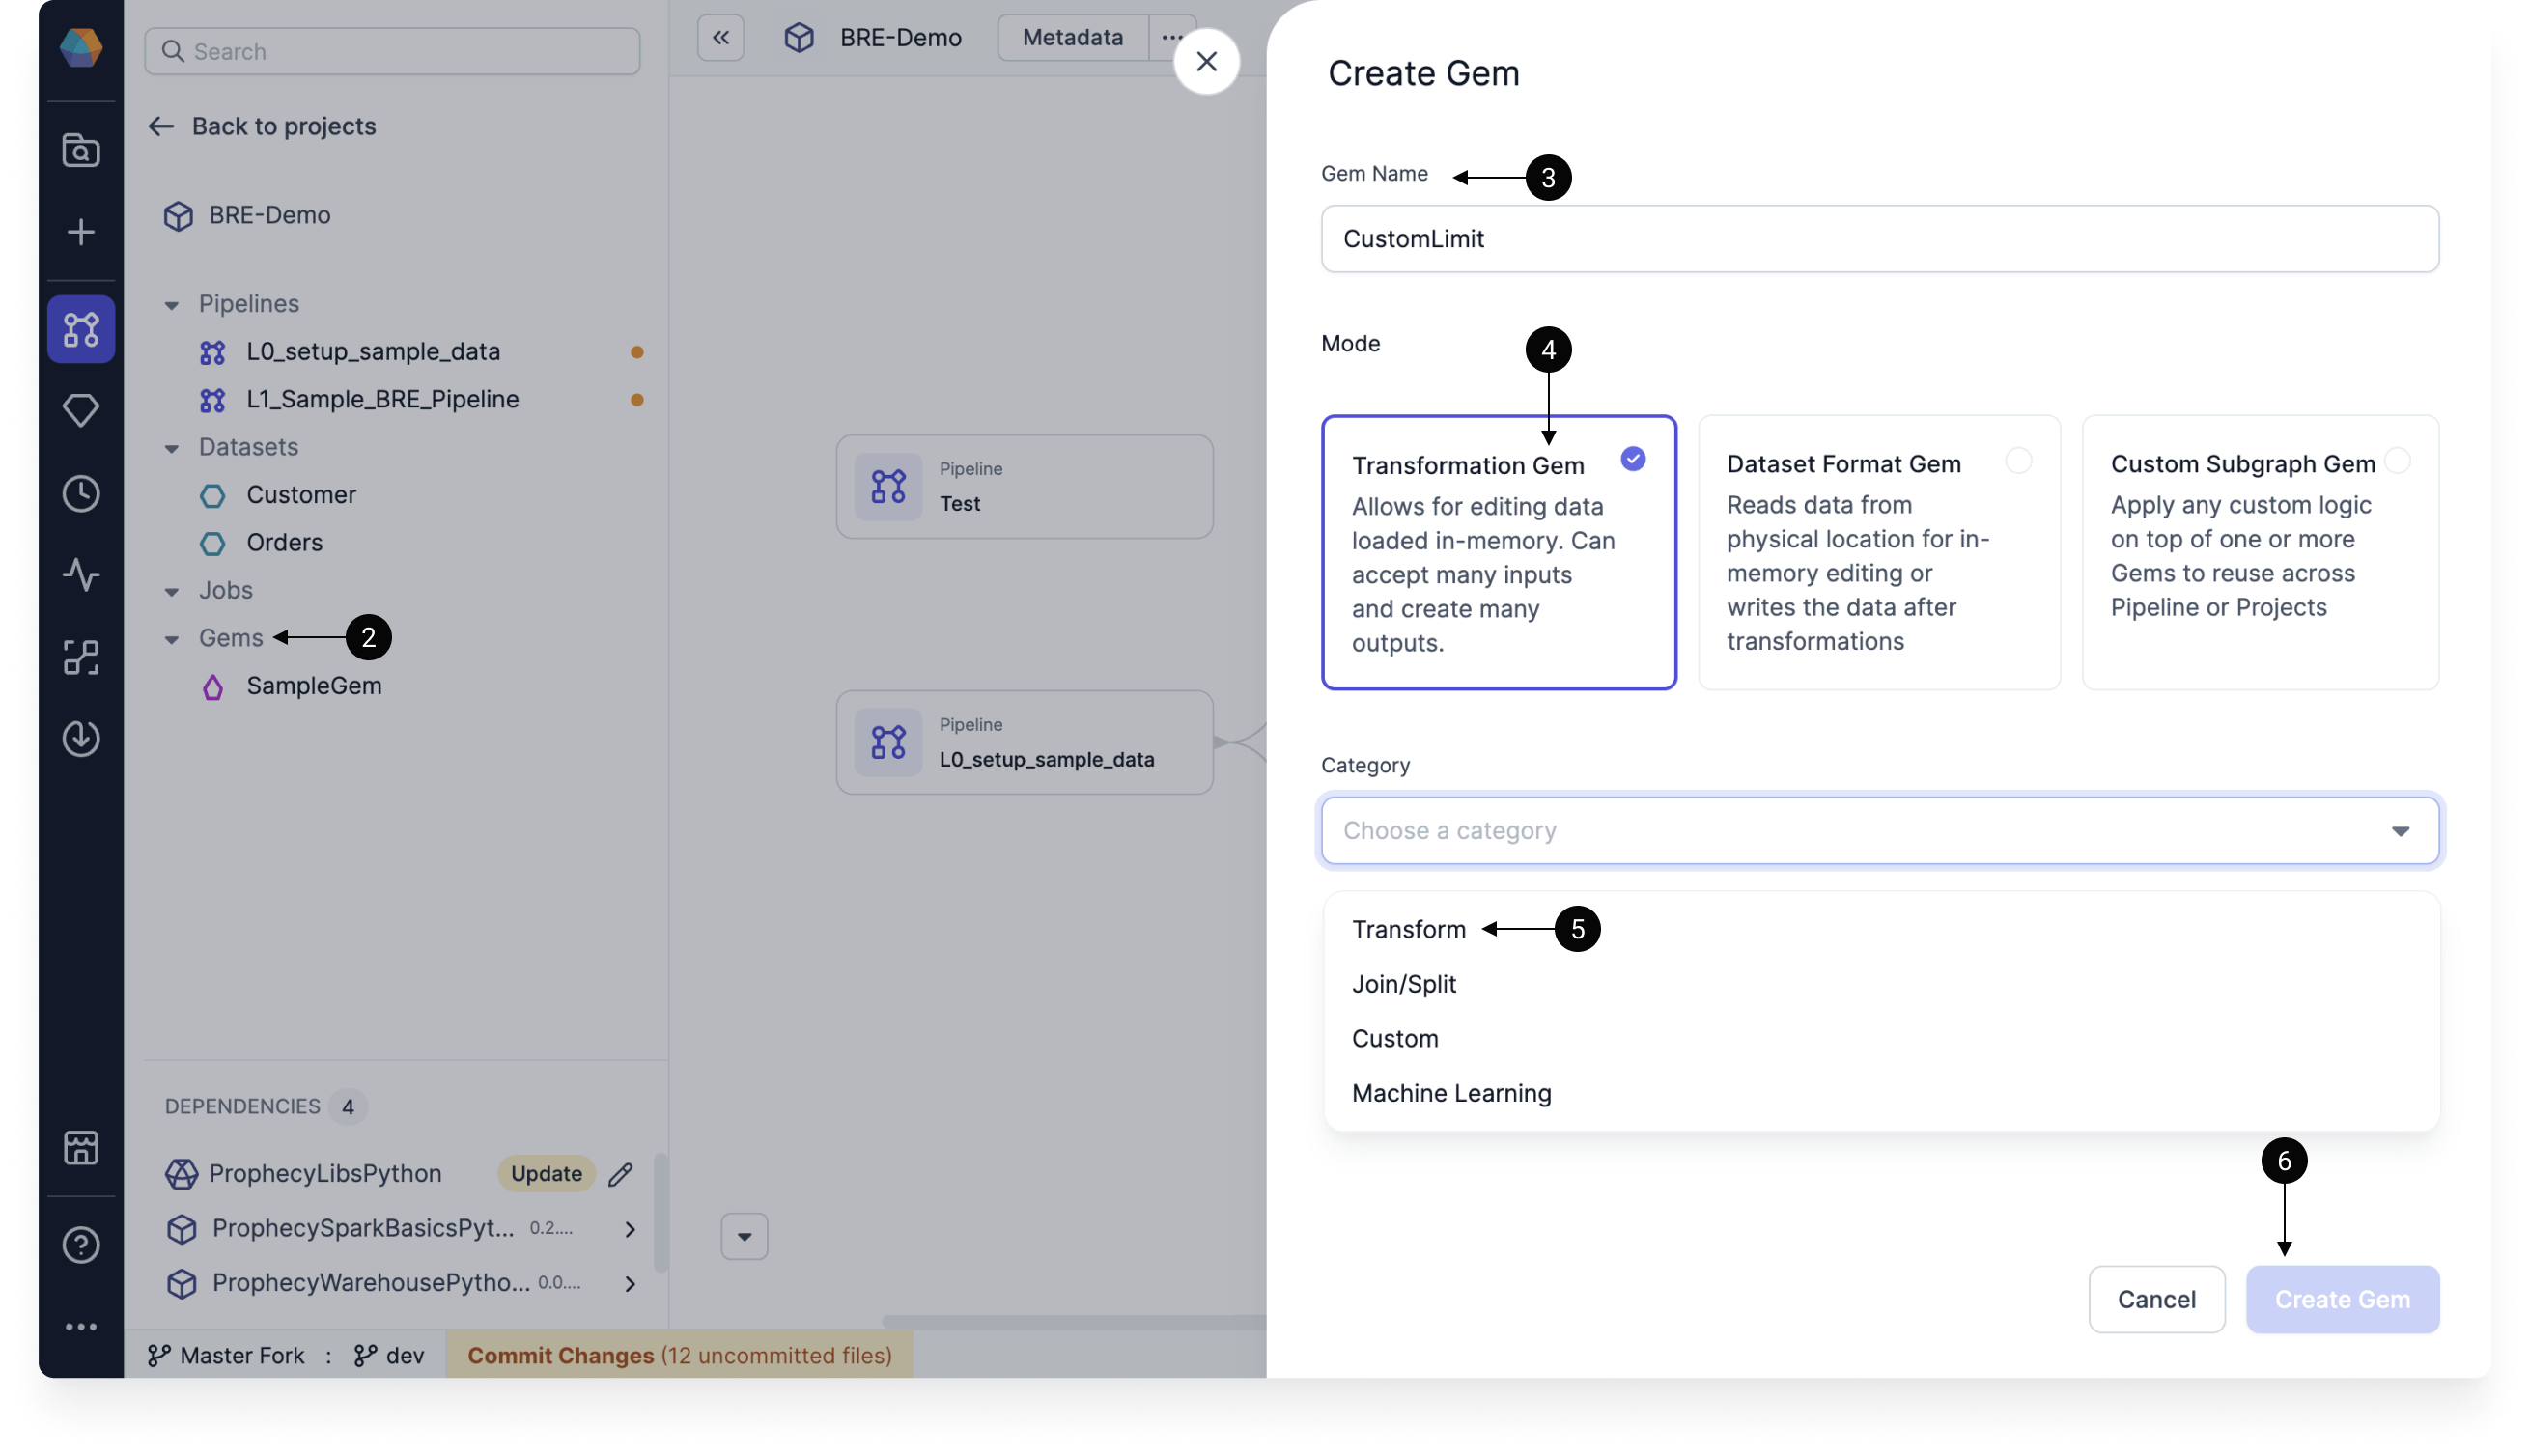 Search
Back to projects
BRE-Demo
Pipelines
L0_setup_sample_data
L1_Sample_BRE_Pipeline
Datasets
Customer
Orders
Jobs
Gems
2
SampleGem
DEPENDENCIES 4
ProphecyLibsPython Update
ProphecySparkBasicsPyt... 0.2....
ProphecyWarehousePytho... 0.0....
Master Fork : dev Commit Changes (12 uncommitted files)
BRE-Demo Metadata ...
Pipeline
Test
Pipeline
L0_setup_sample_data
Create Gem
Gem Name
3
CustomLimit
Mode
4
Transformation Gem
Allows for editing data
loaded in-memory. Can
accept many inputs
and create many
outputs.
Dataset Format Gem
Reads data from
physical location for in-
memory editing or
writes the data after
transformations
Custom Subgraph Gem
Apply any custom logic
on top of one or more
Gems to reuse across
Pipeline or Projects
Category
Choose a category
Transform
5
Join/Split
Custom
Machine Learning
6
Cancel
Create Gem